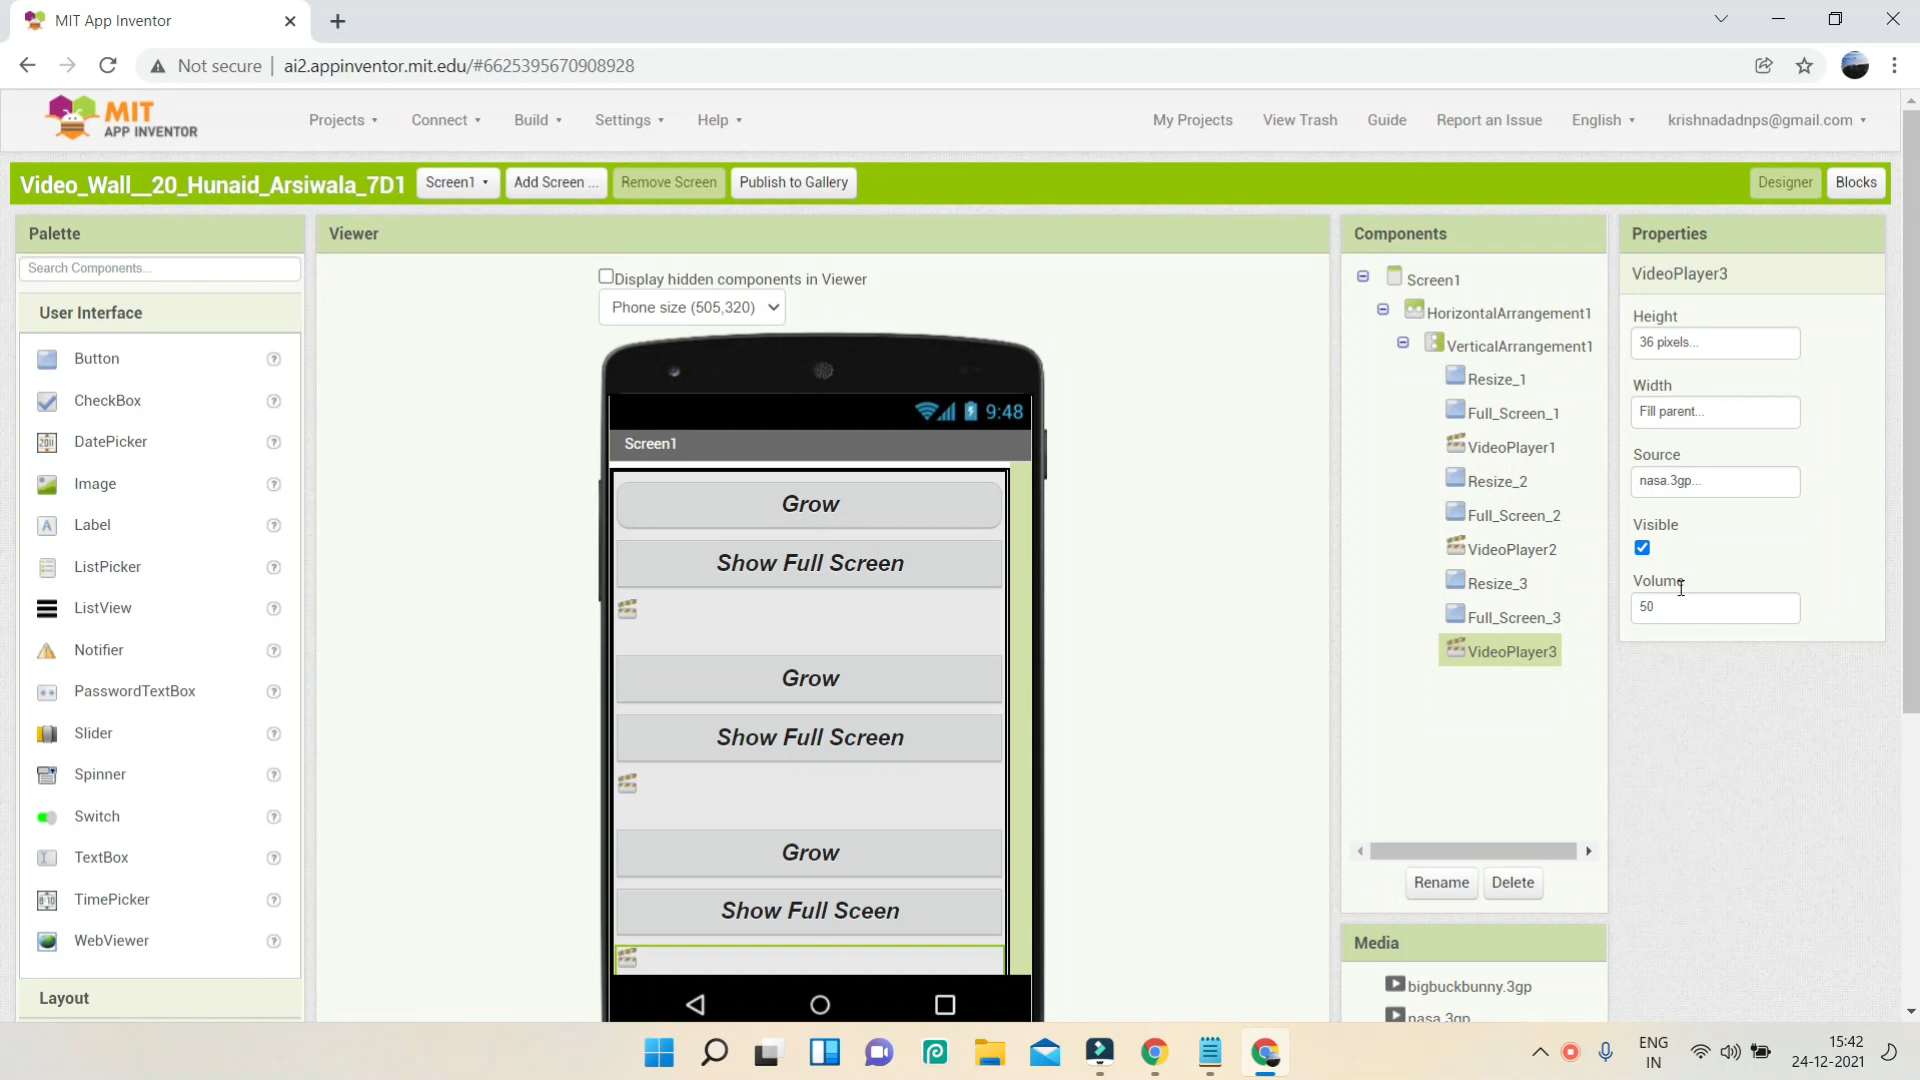 MIT App Inventor
Not secure
ai2.appinventor.mit.edu/#6625395670908928
MIT
APP INVENTOR
Projects
Connect
Build
Settings
Help
My Projects
View Trash
Guide
Report an Issue
English
krishnadadnps@gmail.com
Video_Wall__20_Hunaid_Arsiwala_7D1
Screen1
Add Screen ...
Remove Screen
Publish to Gallery
Designer
Blocks
Palette
Search Components...
User Interface
Button
CheckBox
DatePicker
Image
Label
ListPicker
ListView
Notifier
PasswordTextBox
Slider
Spinner
Switch
TextBox
TimePicker
WebViewer
Layout
Viewer
Display hidden components in Viewer
Phone size (505,320)
9:48
Screen1
Grow
Show Full Screen
Grow
Show Full Screen
Grow
Show Full Sceen
Components
Screen1
HorizontalArrangement1
VerticalArrangement1
Resize_1
Full_Screen_1
VideoPlayer1
Resize_2
Full_Screen_2
VideoPlayer2
Resize_3
Full_Screen_3
VideoPlayer3
Rename
Delete
Media
bigbuckbunny.3gp
nasa.3gp
Properties
VideoPlayer3
Height
36 pixels...
Width
Fill parent...
Source
nasa.3gp...
Visible
Volume
50
ENG
IN
15:42
24-12-2021